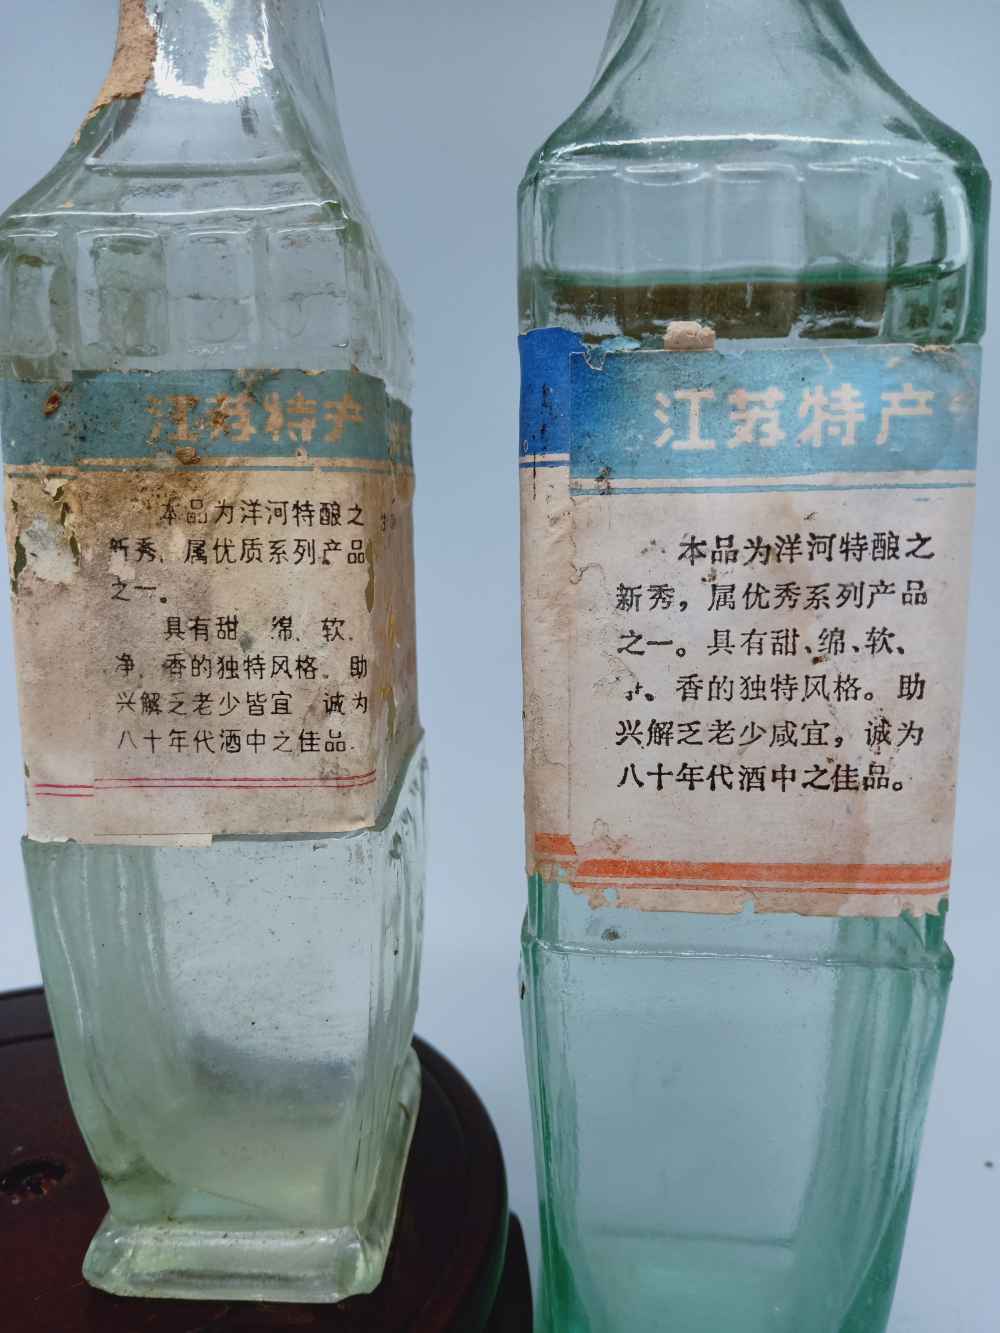 江苏特产
本品为洋河特酿之
新秀，属优质系列产品
之一。
具有甜、绵、软、
净、香的独特风格。助
兴解乏老少皆宜，诚为
八十年代酒中之佳品.
江苏特产
本品为洋河特酿之
新秀，属优秀系列产品
之一。具有甜、绵、软、
、香的独特风格。助
兴解乏老少咸宜，诚为
八十年代酒中之佳品。